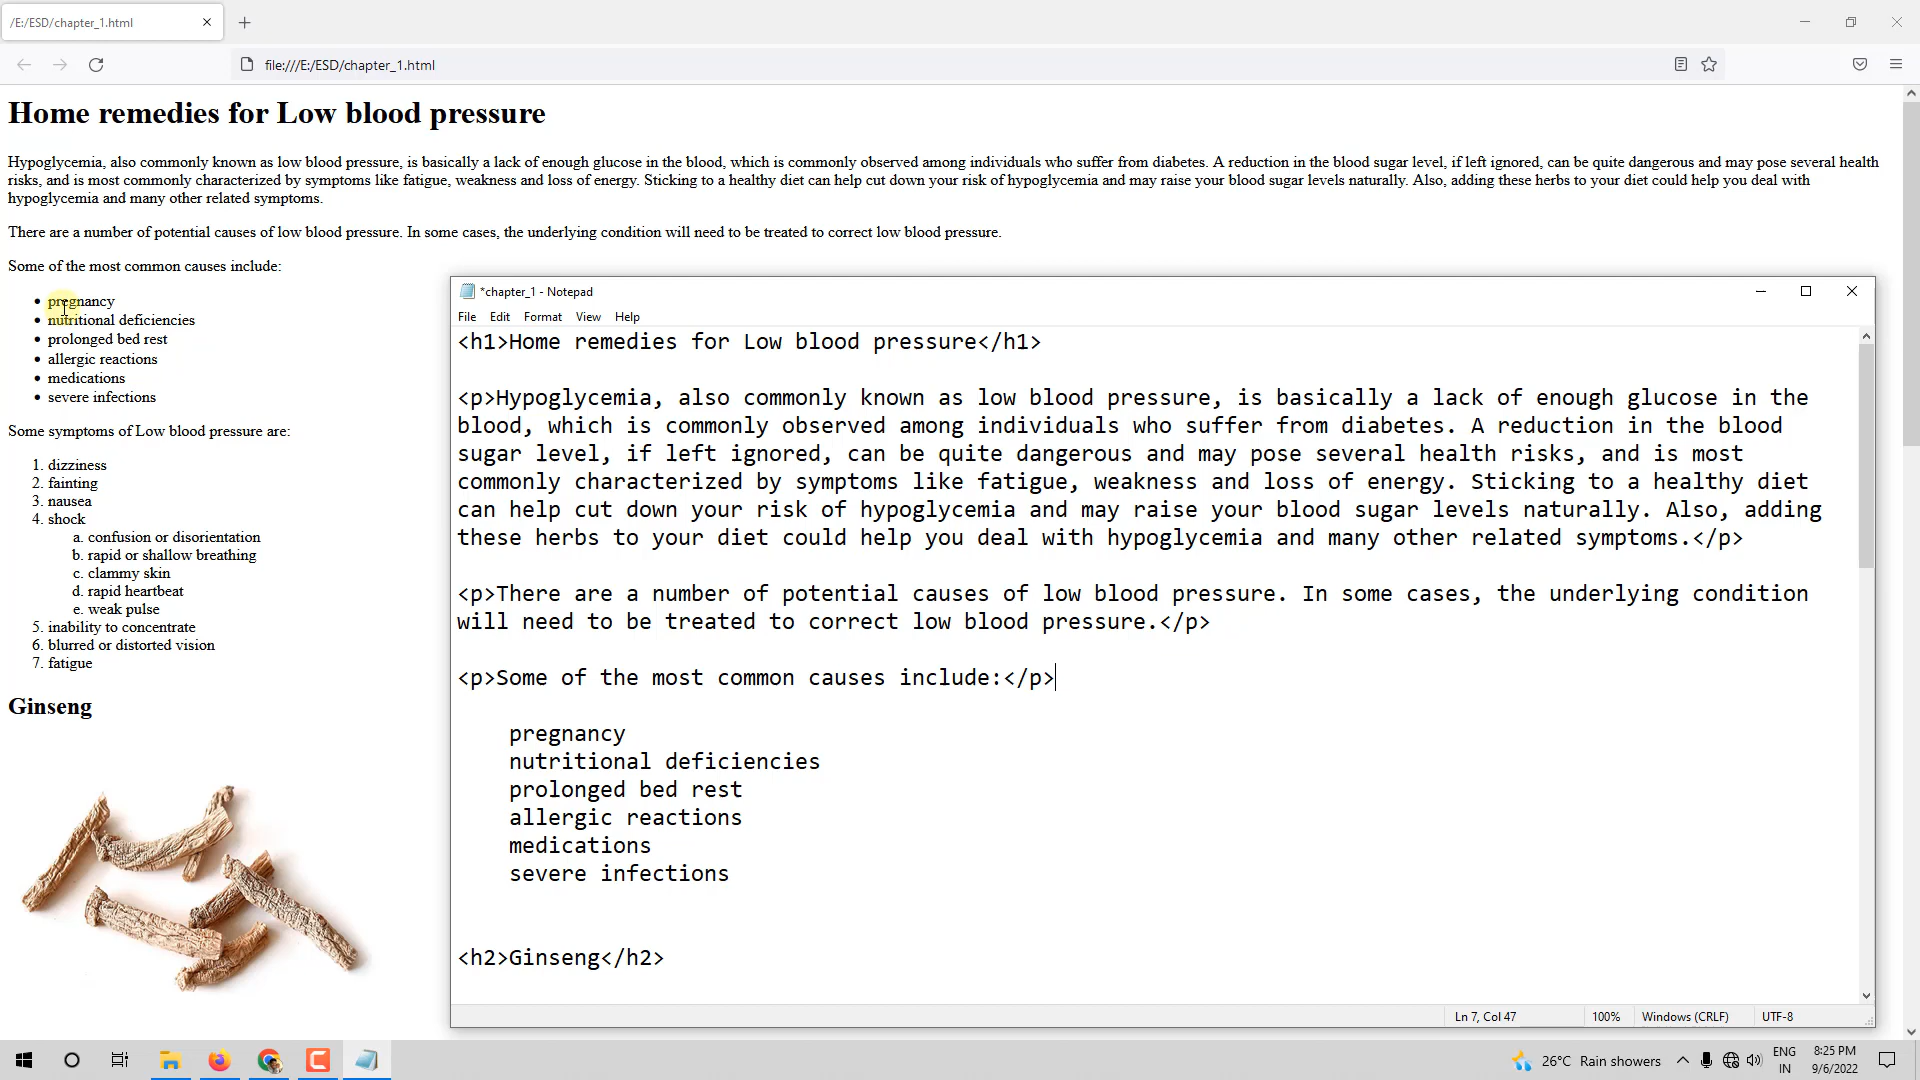 /E:/ESD/chapter_1.html
file:///E:/ESD/chapter_1.html
Home remedies for Low blood pressure
Hypoglycemia, also commonly known as low blood pressure, is basically a lack of enough glucose in the blood, which is commonly observed among individuals who suffer from diabetes. A reduction in the blood sugar level, if left ignored, can be quite dangerous and may pose several health
risks, and is most commonly characterized by symptoms like fatigue, weakness and loss of energy. Sticking to a healthy diet can help cut down your risk of hypoglycemia and may raise your blood sugar levels naturally. Also, adding these herbs to your diet could help you deal with
hypoglycemia and many other related symptoms.
There are a number of potential causes of low blood pressure. In some cases, the underlying condition will need to be treated to correct low blood pressure.
Some of the most common causes include:
• pregnancy
• nutritional deficiencies
• prolonged bed rest
• allergic reactions
• medications
• severe infections
Some symptoms of Low blood pressure are:
1. dizziness
2. fainting
3. nausea
4. shock
a. confusion or disorientation
b. rapid or shallow breathing
c. clammy skin
d. rapid heartbeat
e. weak pulse
5. inability to concentrate
6. blurred or distorted vision
7. fatigue
Ginseng
*chapter_1 - Notepad
File Edit Format View Help
<h1>Home remedies for Low blood pressure</h1>
<p>Hypoglycemia, also commonly known as low blood pressure, is basically a lack of enough glucose in the
blood, which is commonly observed among individuals who suffer from diabetes. A reduction in the blood
sugar level, if left ignored, can be quite dangerous and may pose several health risks, and is most
commonly characterized by symptoms like fatigue, weakness and loss of energy. Sticking to a healthy diet
can help cut down your risk of hypoglycemia and may raise your blood sugar levels naturally. Also, adding
these herbs to your diet could help you deal with hypoglycemia and many other related symptoms.</p>
<p>There are a number of potential causes of low blood pressure. In some cases, the underlying condition
will need to be treated to correct low blood pressure.</p>
<p>Some of the most common causes include:</p>
pregnancy
nutritional deficiencies
prolonged bed rest
allergic reactions
medications
severe infections
<h2>Ginseng</h2>
Ln 7, Col 47 100% Windows (CRLF) UTF-8
26°C Rain showers
ENG
IN
8:25 PM
9/6/2022